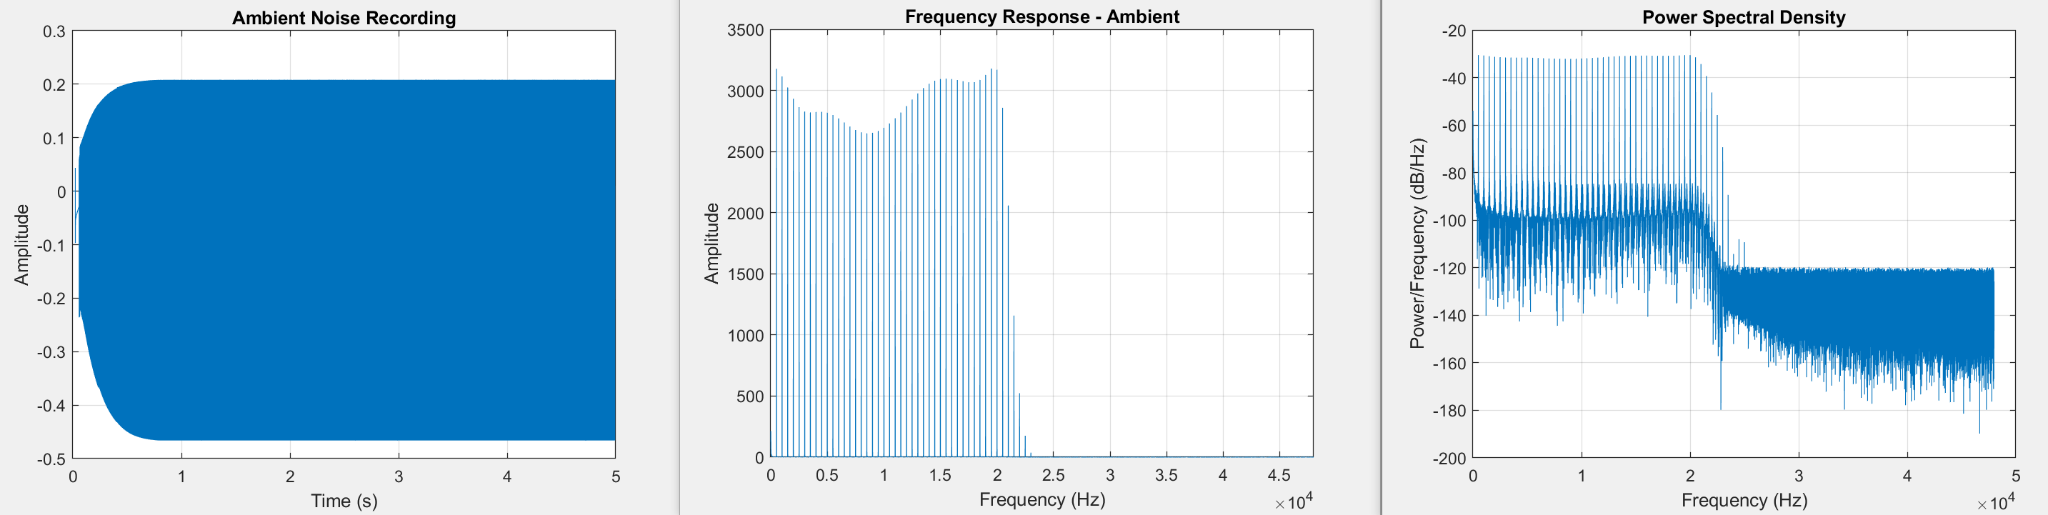 Ambient Noise Recording
0.3
0.2
0.1
0
-0.1
-0.2
-0.3
-0.4
-0.5
Amplitude
0 1 2 3 4 5
Time (s)
Frequency Response - Ambient
3500
3000
2500
2000
1500
1000
500
0
Amplitude
0 0.5 1 1.5 2 2.5 3 3.5 4 4.5
Frequency (Hz)
×10⁴
Power Spectral Density
-20
-40
-60
-80
-100
-120
-140
-160
-180
-200
Power/Frequency (dB/Hz)
0 1 2 3 4 5
Frequency (Hz)
×10⁴